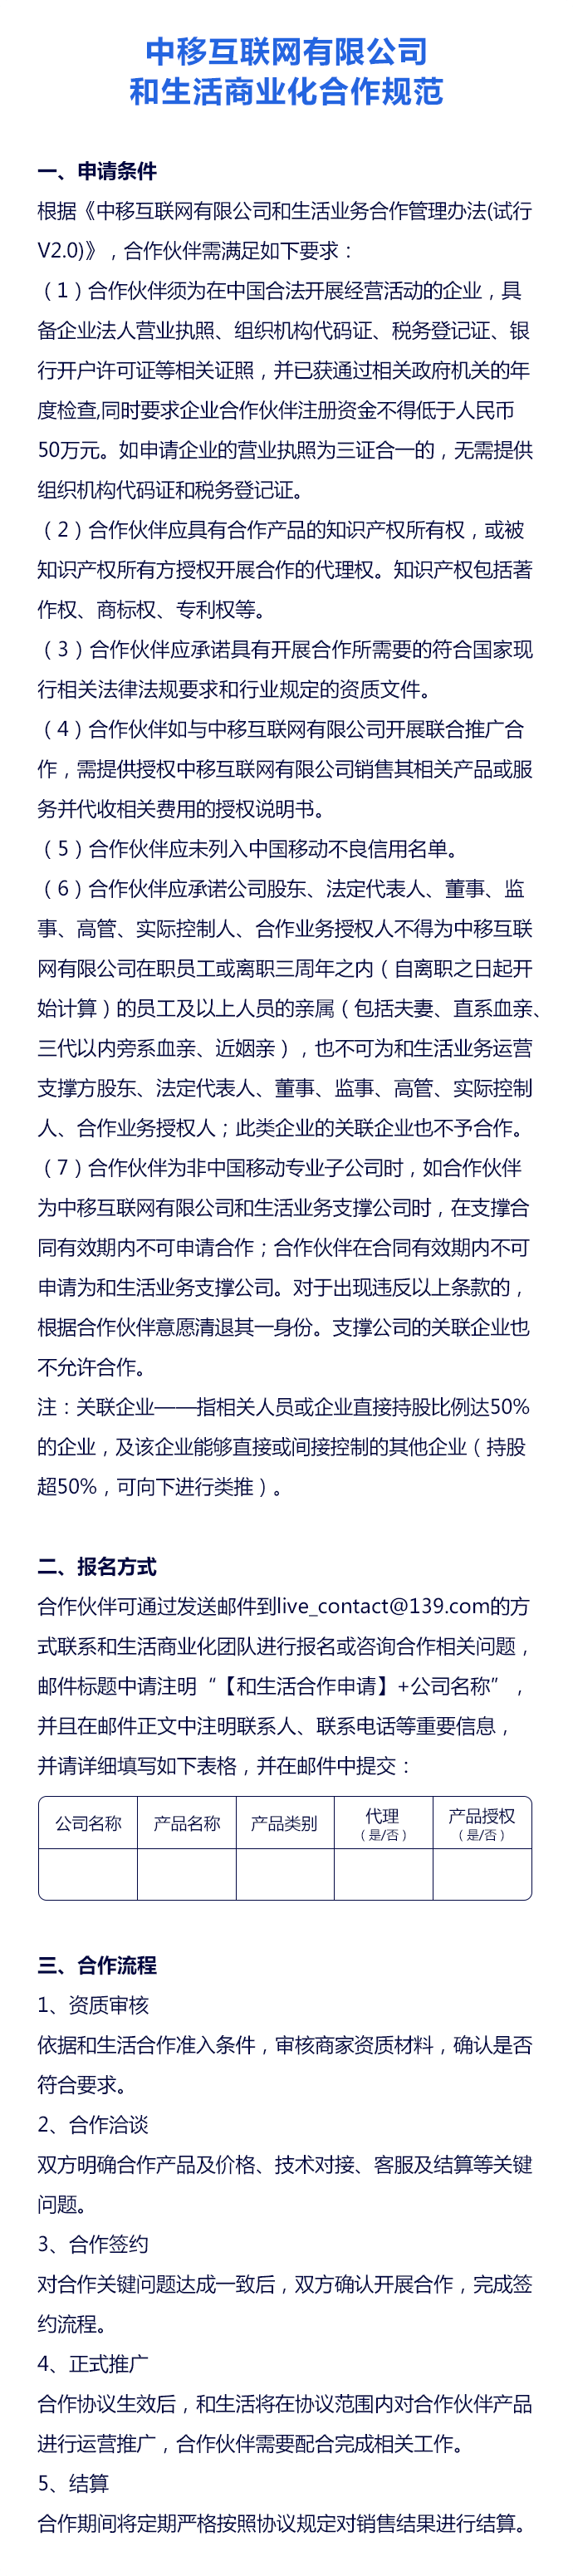 中移互联网有限公司
和生活商业化合作规范
一、申请条件
根据《中移互联网有限公司和生活业务合作管理办法(试行
V2.0)》，合作伙伴需满足如下要求：
（1）合作伙伴须为在中国合法开展经营活动的企业，具
备企业法人营业执照、组织机构代码证、税务登记证、银
行开户许可证等相关证照，并已获通过相关政府机关的年
度检查,同时要求企业合作伙伴注册资金不得低于人民币
50万元。如申请企业的营业执照为三证合一的，无需提供
组织机构代码证和税务登记证。
（2）合作伙伴应具有合作产品的知识产权所有权，或被
知识产权所有方授权开展合作的代理权。知识产权包括著
作权、商标权、专利权等。
（3）合作伙伴应承诺具有开展合作所需要的符合国家现
行相关法律法规要求和行业规定的资质文件。
（4）合作伙伴如与中移互联网有限公司开展联合推广合
作，需提供授权中移互联网有限公司销售其相关产品或服
务并代收相关费用的授权说明书。
（5）合作伙伴应未列入中国移动不良信用名单。
（6）合作伙伴应承诺公司股东、法定代表人、董事、监
事、高管、实际控制人、合作业务授权人不得为中移互联
网有限公司在职员工或离职三周年之内（自离职之日起开
始计算）的员工及以上人员的亲属（包括夫妻、直系血亲、
三代以内旁系血亲、近姻亲），也不可为和生活业务运营
支撑方股东、法定代表人、董事、监事、高管、实际控制
人、合作业务授权人；此类企业的关联企业也不予合作。
（7）合作伙伴为非中国移动专业子公司时，如合作伙伴
为中移互联网有限公司和生活业务支撑公司时，在支撑合
同有效期内不可申请合作；合作伙伴在合同有效期内不可
申请为和生活业务支撑公司。对于出现违反以上条款的，
根据合作伙伴意愿清退其一身份。支撑公司的关联企业也
不允许合作。
注：关联企业——指相关人员或企业直接持股比例达50%
的企业，及该企业能够直接或间接控制的其他企业（持股
超50%，可向下进行类推）。
二、报名方式
合作伙伴可通过发送邮件到live_contact@139.com的方
式联系和生活商业化团队进行报名或咨询合作相关问题，
邮件标题中请注明“【和生活合作申请】+公司名称”，
并且在邮件正文中注明联系人、联系电话等重要信息，
并请详细填写如下表格，并在邮件中提交：
公司名称 产品名称 产品类别 代理 产品授权
（是/否） （是/否）
三、合作流程
1、资质审核
依据和生活合作准入条件，审核商家资质材料，确认是否
符合要求。
2、合作洽谈
双方明确合作产品及价格、技术对接、客服及结算等关键
问题。
3、合作签约
对合作关键问题达成一致后，双方确认开展合作，完成签
约流程。
4、正式推广
合作协议生效后，和生活将在协议范围内对合作伙伴产品
进行运营推广，合作伙伴需要配合完成相关工作。
5、结算
合作期间将定期严格按照协议规定对销售结果进行结算。